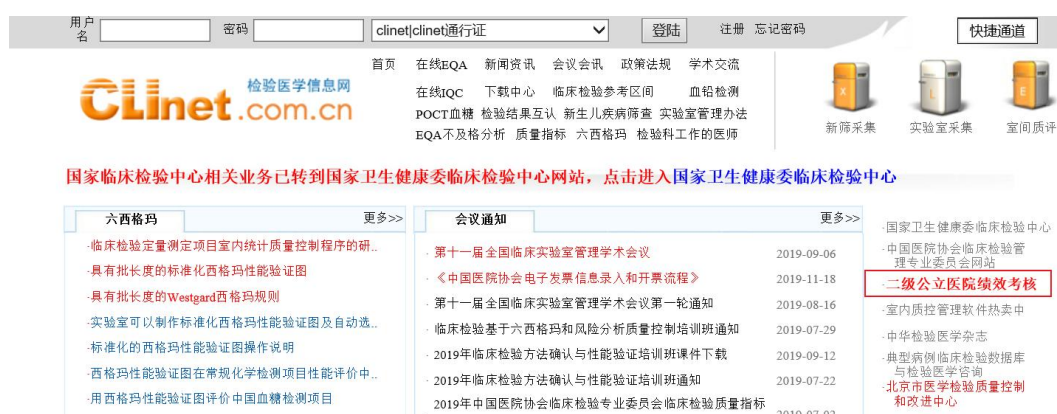 用户名 密码 clinet|clinet通行证 登陆 注册 忘记密码 快捷通道
CLinet.com.cn 检验医学信息网
首页 在线EQA 新闻资讯 会议会讯 政策法规 学术交流
在线IQC 下载中心 临床检验参考区间 血铅检测
POCT血糖 检验结果互认 新生儿疾病筛查 实验室管理办法
EQA不及格分析 质量指标 六西格玛 检验科工作的医师
X L E
新筛采集 实验室采集 室间质评
国家临床检验中心相关业务已转到国家卫生健康委临床检验中心网站，点击进入国家卫生健康委临床检验中心
六西格玛 更多>>
·临床检验定量测定项目室内统计质量控制程序的研..
·具有批长度的标准化西格玛性能验证图
·具有批长度的Westgard西格玛规则
·实验室可以制作标准化西格玛性能验证图及自动选..
·标准化的西格玛性能验证图操作说明
·西格玛性能验证图在常规化学检测项目性能评价中..
·用西格玛性能验证图评价中国血糖检测项目
会议通知 更多>>
·第十一届全国临床实验室管理学术会议 2019-09-06
·《中国医院协会电子发票信息录入和开票流程》 2019-11-18
·第十一届全国临床实验室管理学术会议第一轮通知 2019-08-16
·临床检验基于六西格玛和风险分析质量控制培训班通知 2019-07-29
·2019年临床检验方法确认与性能验证培训班课件下载 2019-09-12
·2019年临床检验方法确认与性能验证培训班通知 2019-07-22
2019年中国医院协会临床检验专业委员会临床检验质量指标
·国家卫生健康委临床检验中心
·中国医院协会临床检验管
理专业委员会网站
·二级公立医院绩效考核
·室内质控管理软件热卖中
·中华检验医学杂志
·典型病例临床检验数据库
与检验医学咨询
·北京市医学检验质量控制
和改进中心